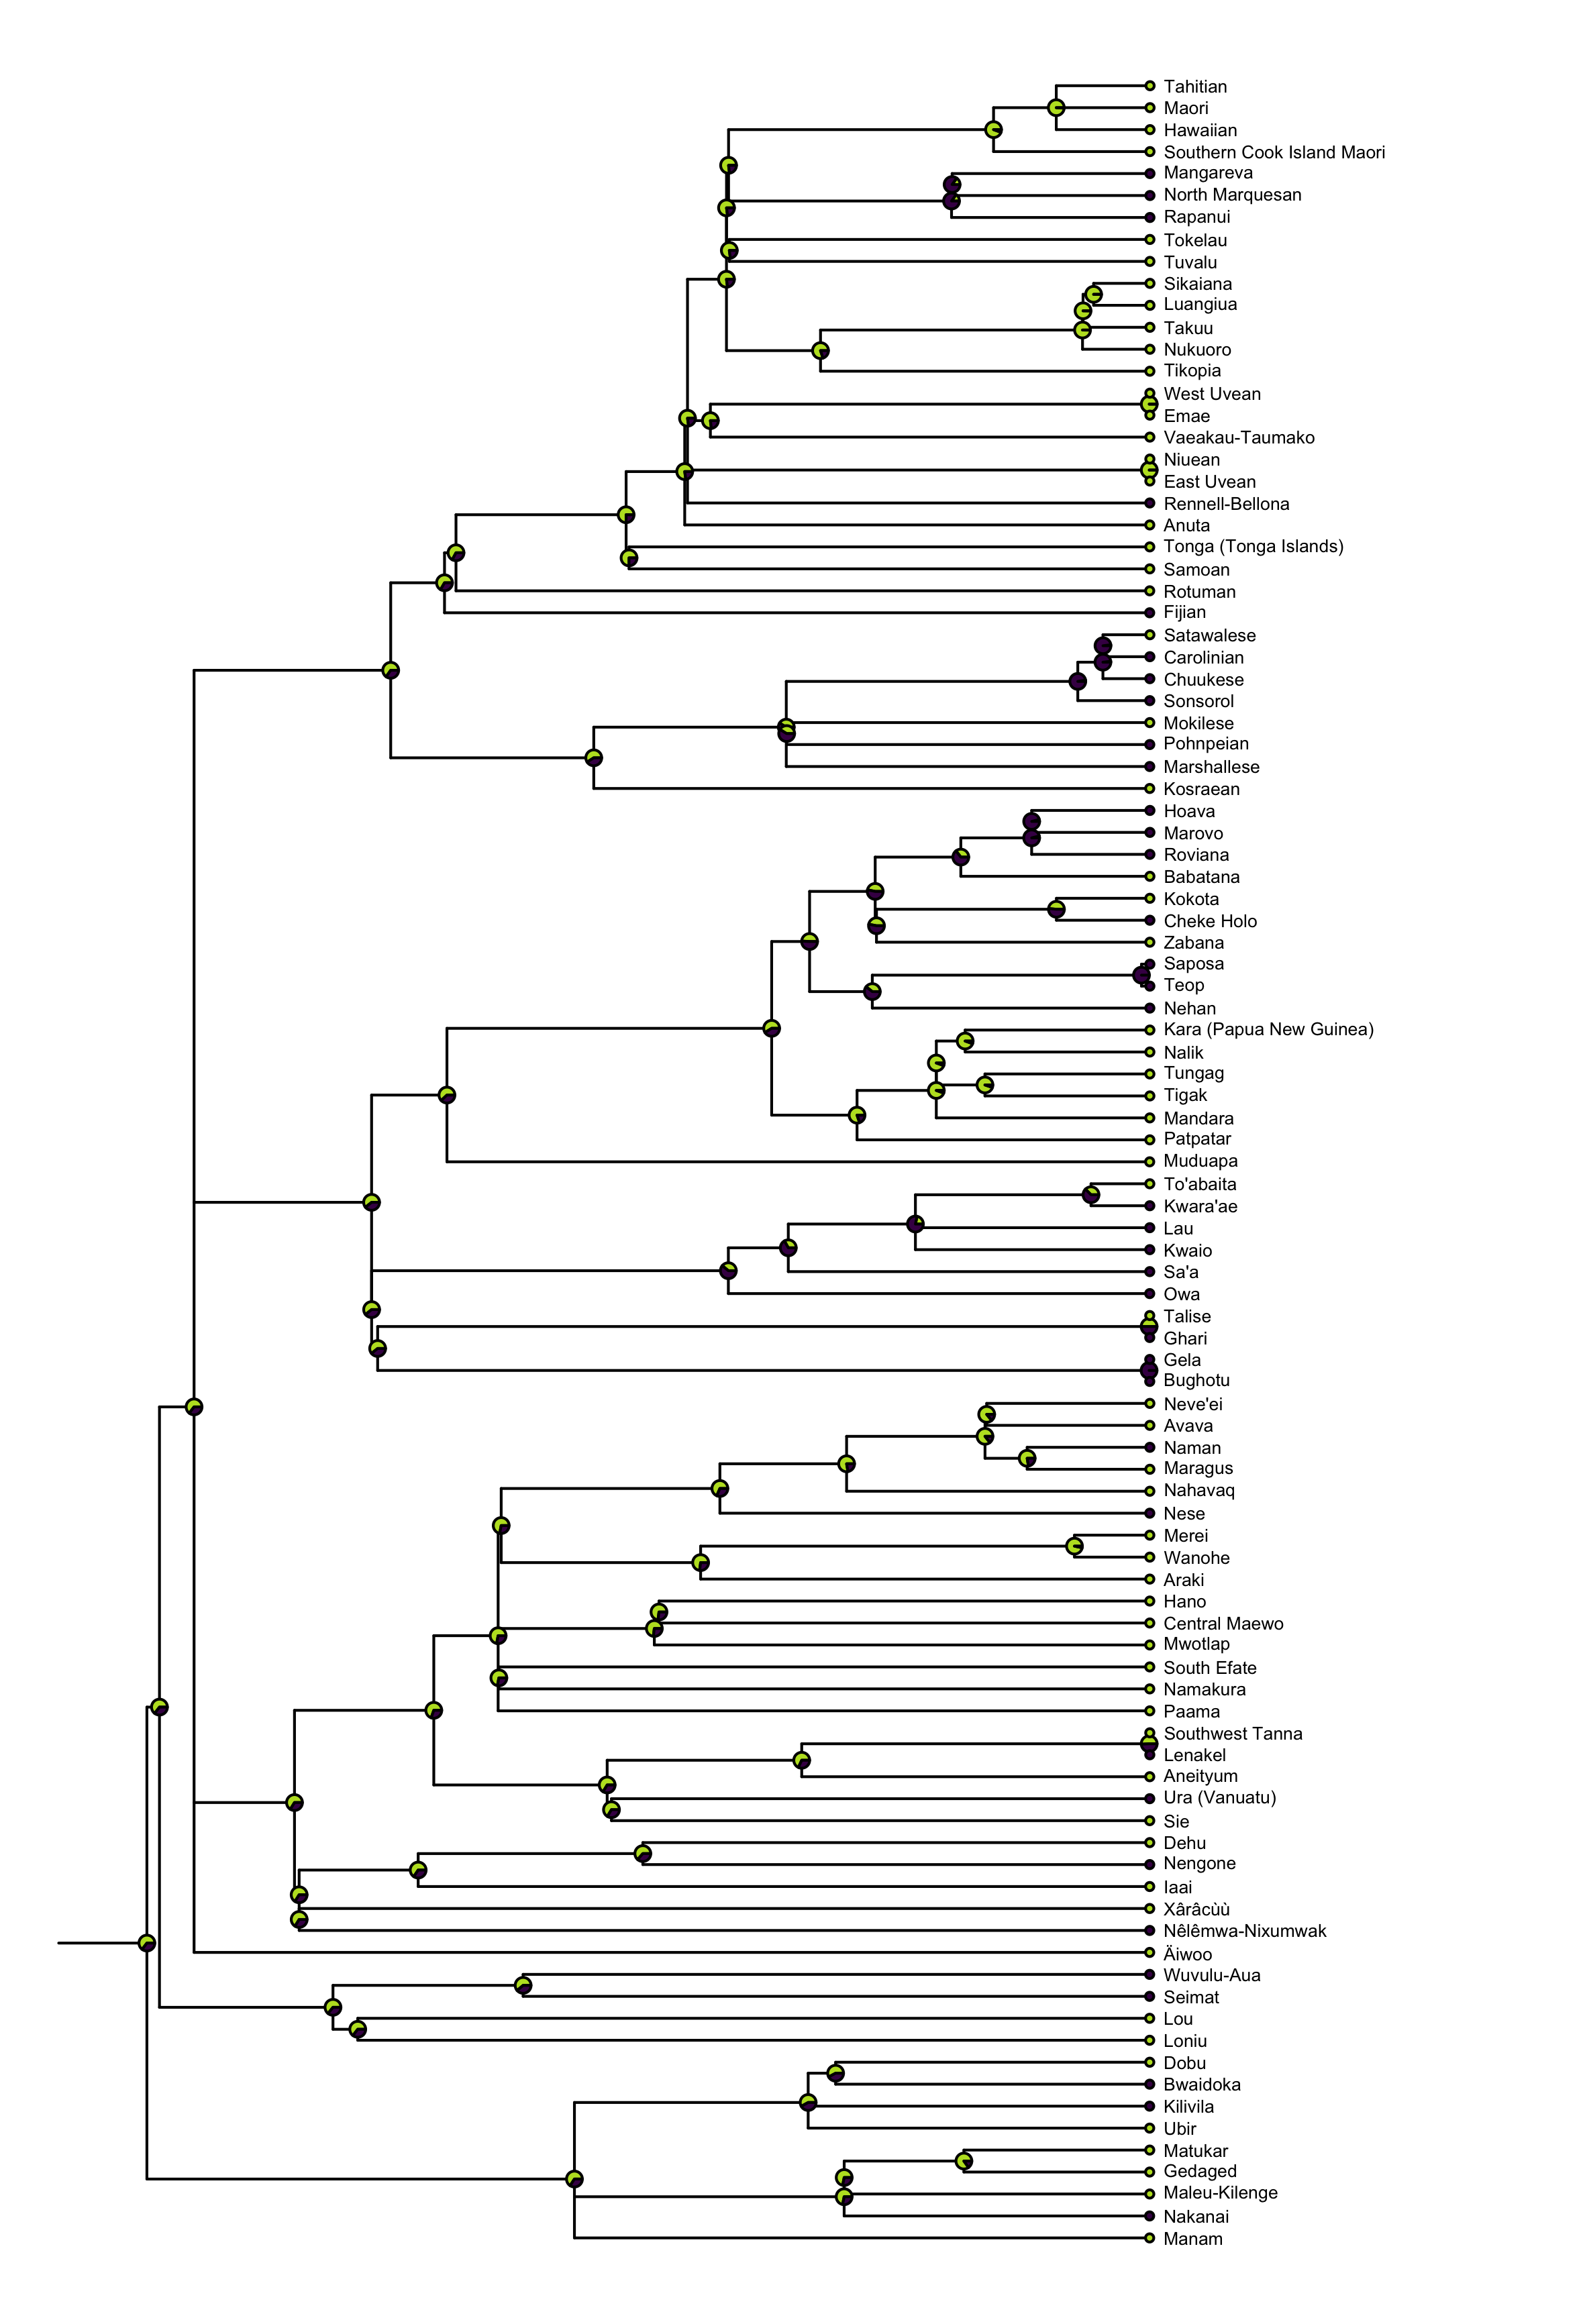 Tahitian
Maori
Hawaiian
Southern Cook Island Maori
Mangareva
North Marquesan
Rapanui
Tokelau
Tuvalu
Sikaiana
Luangiua
Takuu
Nukuoro
Tikopia
West Uvean
Emae
Vaeakau-Taumako
Niuean
East Uvean
Rennell-Bellona
Anuta
Tonga (Tonga Islands)
Samoan
Rotuman
Fijian
Satawalese
Carolinian
Chuukese
Sonsorol
Mokilese
Pohnpeian
Marshallese
Kosraean
Hoava
Marovo
Roviana
Babatana
Kokota
Cheke Holo
Zabana
Saposa
Teop
Nehan
Kara (Papua New Guinea)
Nalik
Tungag
Tigak
Mandara
Patpatar
Muduapa
To'abaita
Kwara'ae
Lau
Kwaio
Sa'a
Owa
Talise
Ghari
Gela
Bughotu
Neve'ei
Avava
Naman
Maragus
Nahavaq
Nese
Merei
Wanohe
Araki
Hano
Central Maewo
Mwotlap
South Efate
Namakura
Paama
Southwest Tanna
Lenakel
Aneityum
Ura (Vanuatu)
Sie
Dehu
Nengone
Iaai
Xârâcùù
Nêlêmwa-Nixumwak
Äiwoo
Wuvulu-Aua
Seimat
Lou
Loniu
Dobu
Bwaidoka
Kilivila
Ubir
Matukar
Gedaged
Maleu-Kilenge
Nakanai
Manam